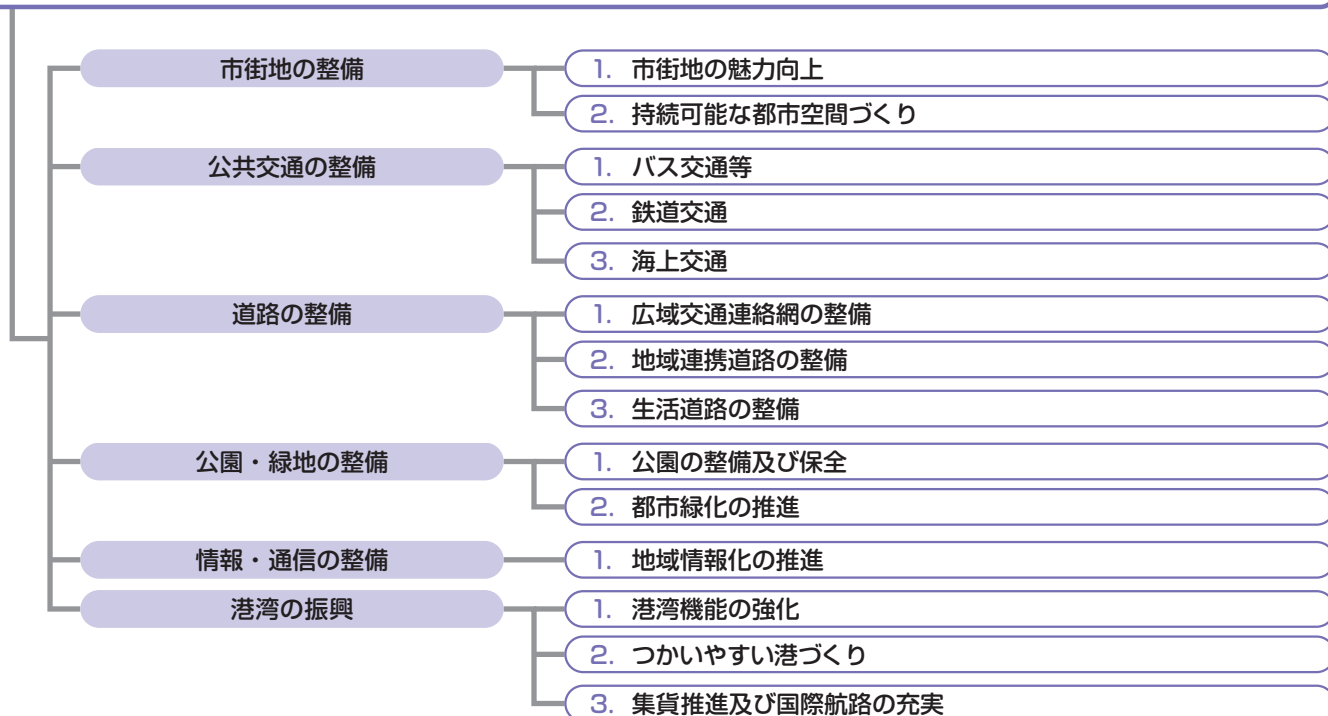 市街地の整備
1. 市街地の魅力向上
2. 持続可能な都市空間づくり
公共交通の整備
1. バス交通等
2. 鉄道交通
3. 海上交通
道路の整備
1. 広域交通連絡網の整備
2. 地域連携道路の整備
3. 生活道路の整備
公園・緑地の整備
1. 公園の整備及び保全
2. 都市緑化の推進
情報・通信の整備
1. 地域情報化の推進
港湾の振興
1. 港湾機能の強化
2. つかいやすい港づくり
3. 集貨推進及び国際航路の充実